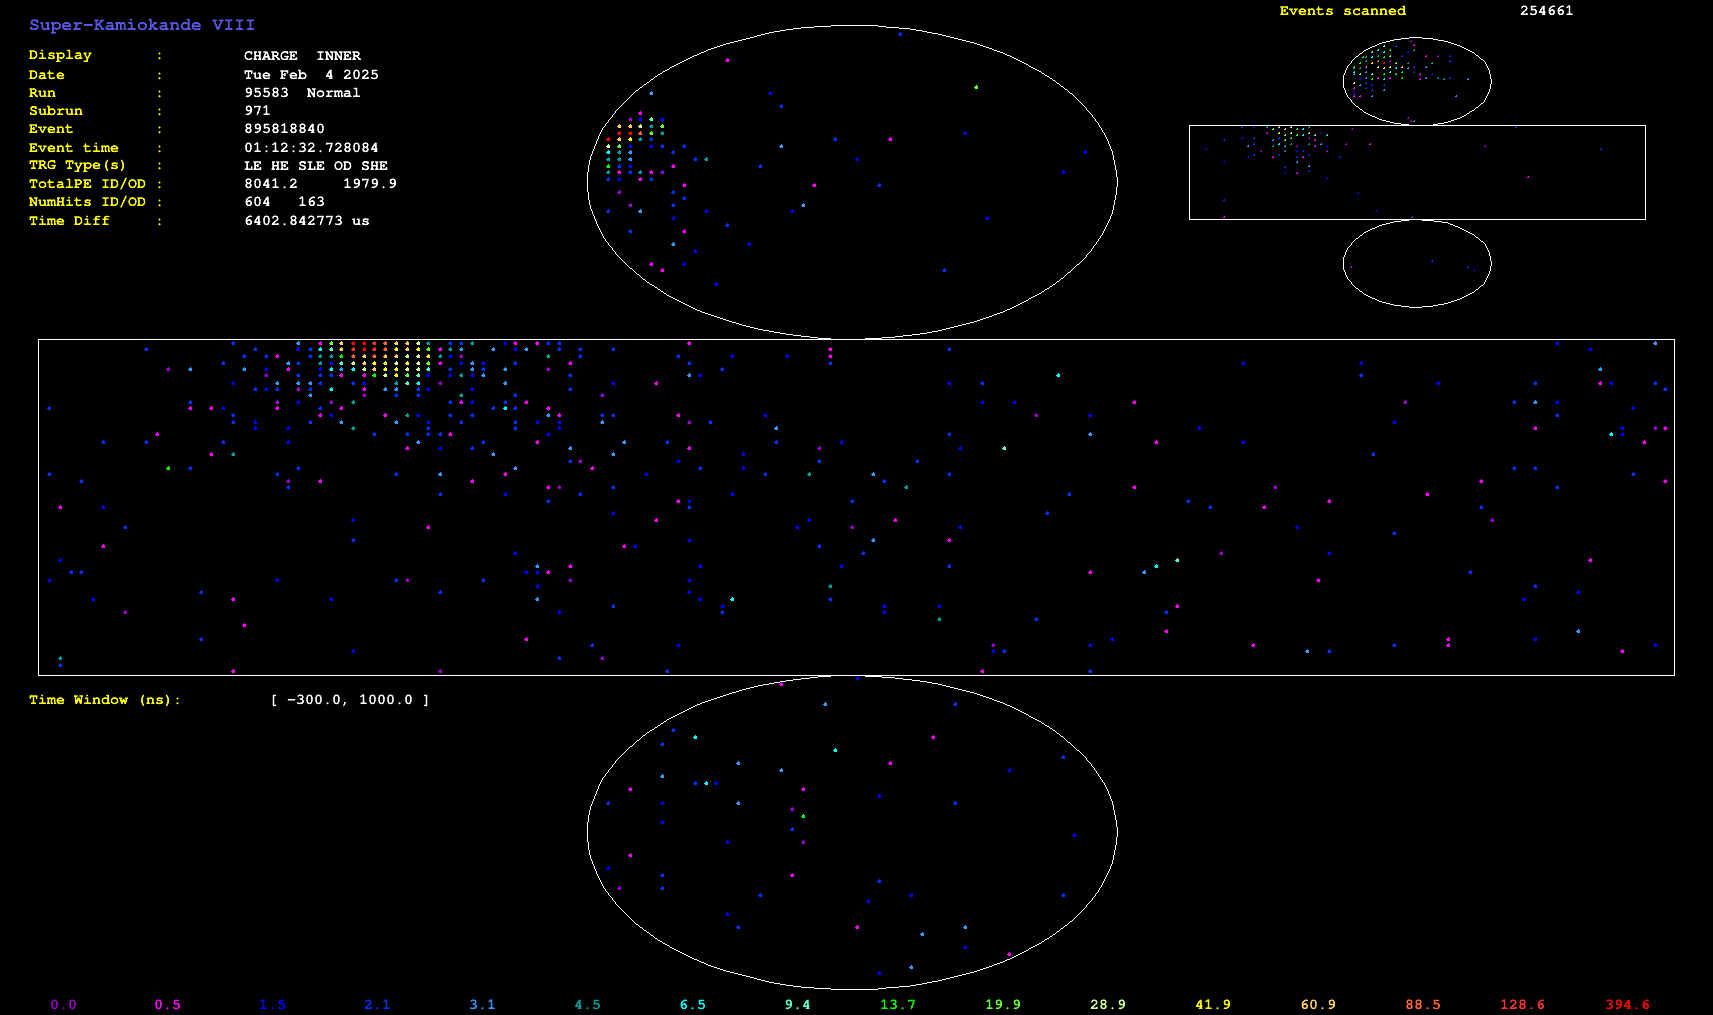 Super-Kamiokande VIII
Events scanned 254661
Display : CHARGE INNER
Date : Tue Feb 4 2025
Run : 95583 Normal
Subrun : 971
Event : 895818840
Event time : 01:12:32.728084
TRG Type(s) : LE HE SLE OD SHE
TotalPE ID/OD : 8041.2 1979.9
NumHits ID/OD : 604 163
Time Diff : 6402.842773 us
Time Window (ns): [ -300.0, 1000.0 ]
0.0 0.5 1.5 2.1 3.1 4.5 6.5 9.4 13.7 19.9 28.9 41.9 60.9 88.5 128.6 394.6